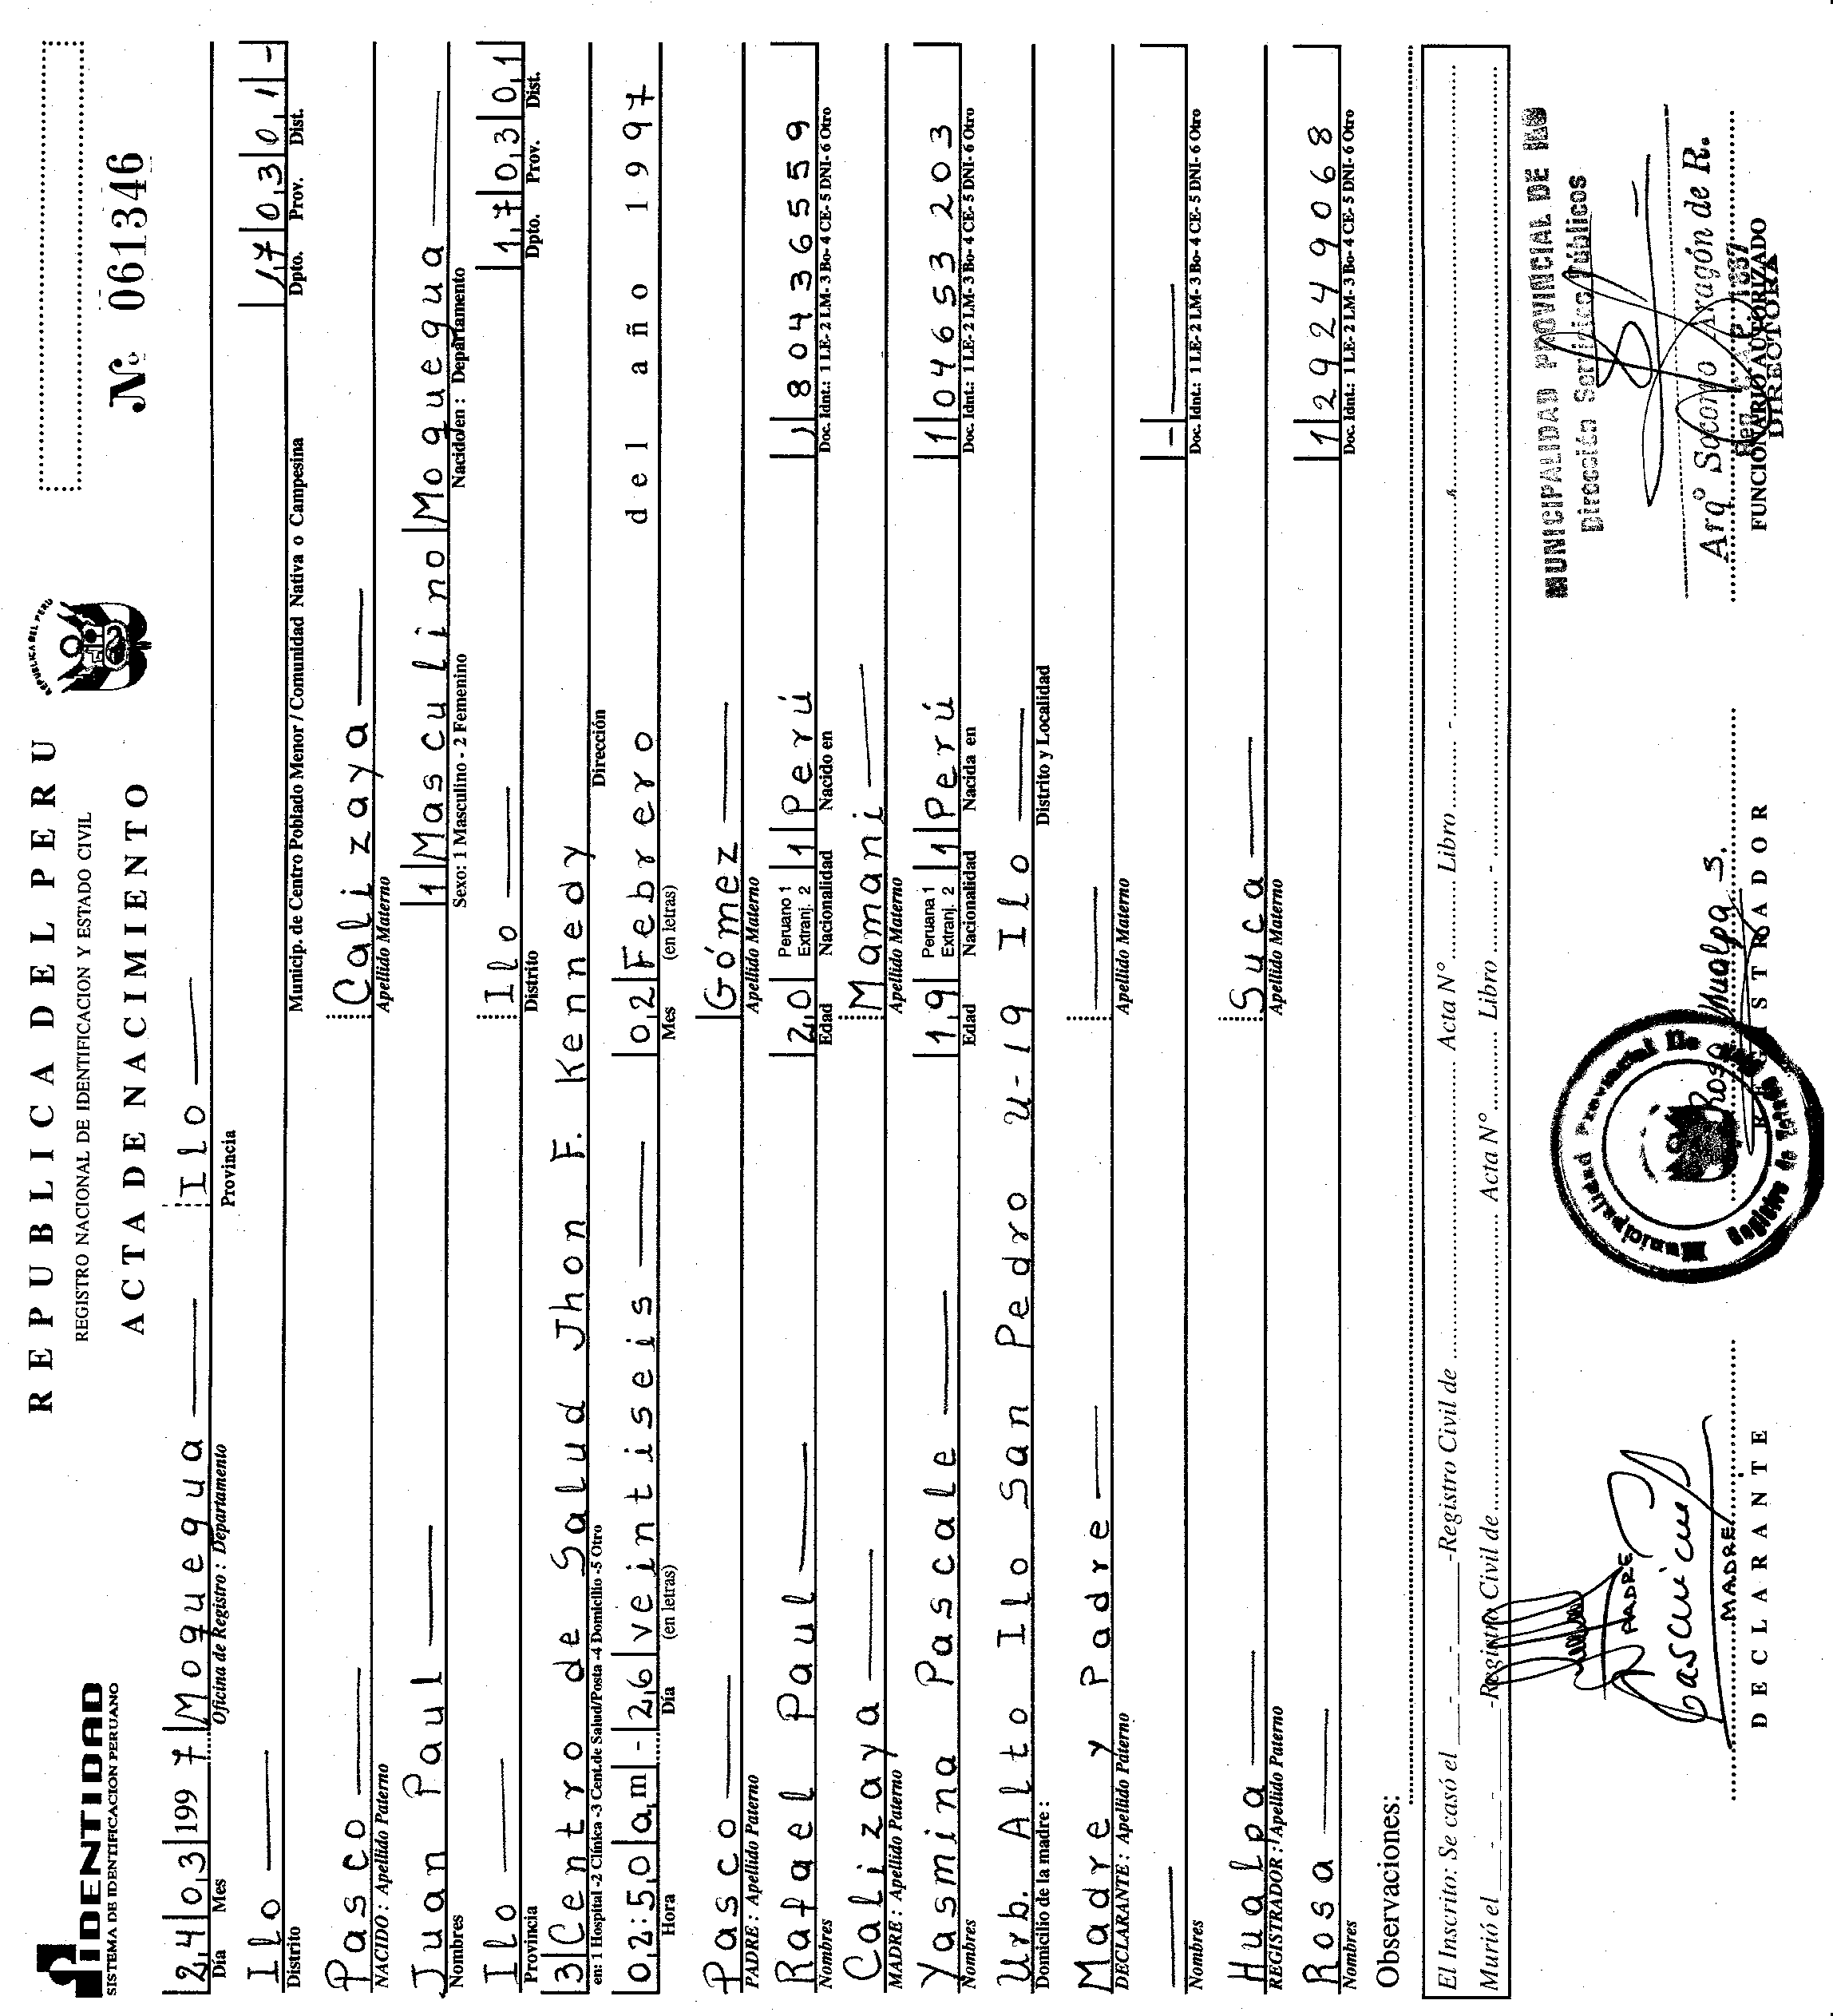 IDENTIDAD
SISTEMA DE IDENTIFICACION PERUANO
REPUBLICA DEL PERU
REPUBLICA DEL PERU
REGISTRO NACIONAL DE IDENTIFICACION Y ESTADO CIVIL
ACTA DE NACIMIENTO
Nº 061346
24 03 1997 Moquegua Ilo
Día Mes Oficina de Registro : Departamento Provincia
Ilo 17 03 01 -
Distrito Municip. de Centro Poblado Menor / Comunidad Nativa o Campesina Dpto. Prov. Dist.
Pasco Calizaya
NACIDO : Apellido Paterno Apellido Materno
Juan Paul 1 Masculino Moquegua
Nombres Sexo: 1 Masculino - 2 Femenino Nacido en : Departamento
Ilo Ilo 17 03 01
Provincia Distrito Dpto. Prov. Dist.
3 Centro de Salud Jhon F. Kennedy
en: 1 Hospital -2 Clínica -3 Cent.de Salud/Posta -4 Domicilio -5 Otro Dirección
02:50 am - 26 veintiseis 02 Febrero del año 1997
Hora Día (en letras) Mes (en letras)
Pasco Gómez
PADRE : Apellido Paterno Apellido Materno
Rafael Paul 20 Peruano 1 Extranj. 2 1 Perú 1 80436559
Nombres Edad Nacionalidad Nacido en Doc. Idnt.: 1 LE- 2 LM- 3 Bo- 4 CE- 5 DNI- 6 Otro
Calizaya Mamani
MADRE : Apellido Paterno Apellido Materno
Yasmina Pascale 19 Peruana 1 Extranj. 2 1 Perú 1 04653203
Nombres Edad Nacionalidad Nacida en Doc. Idnt.: 1 LE- 2 LM- 3 Bo- 4 CE- 5 DNI- 6 Otro
Urb. Alto Ilo San Pedro U-19 Ilo
Domicilio de la madre : Distrito y Localidad
Madre y Padre
DECLARANTE : Apellido Paterno Apellido Materno
-
Nombres Doc. Idnt.: 1 LE- 2 LM- 3 Bo- 4 CE- 5 DNI- 6 Otro
Hualpa Suca
REGISTRADOR : Apellido Paterno Apellido Materno
Rosa 1 29249068
Nombres Doc. Idnt.: 1 LE- 2 LM- 3 Bo- 4 CE- 5 DNI- 6 Otro
Observaciones:
El Inscrito: Se casó el - - -Registro Civil de Acta Nº Libro -
Murió el - - -Registro Civil de Acta Nº Libro -
MUNICIPALIDAD PROVINCIAL DE ILO
Dirección Servicios Públicos
PADRE
MADRE
DECLARANTE
Municipalidad Provincial De Ilo
Rosa Hualpa S.
REGISTRADOR
Arqº Socorro Aragón de R.
FUNCIONARIO AUTORIZADO
DIRECTORA